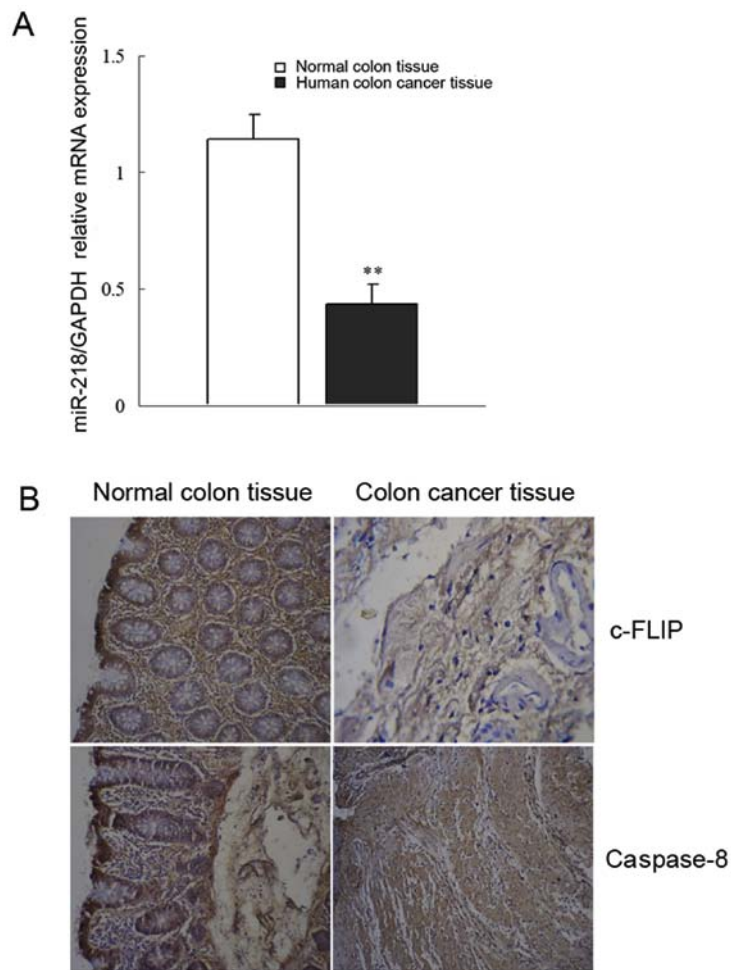 A
miR-218/GAPDH relative mRNA expression
1.5
1
0.5
0
Normal colon tissue
Human colon cancer tissue
**
B
Normal colon tissue
Colon cancer tissue
c-FLIP
Caspase-8